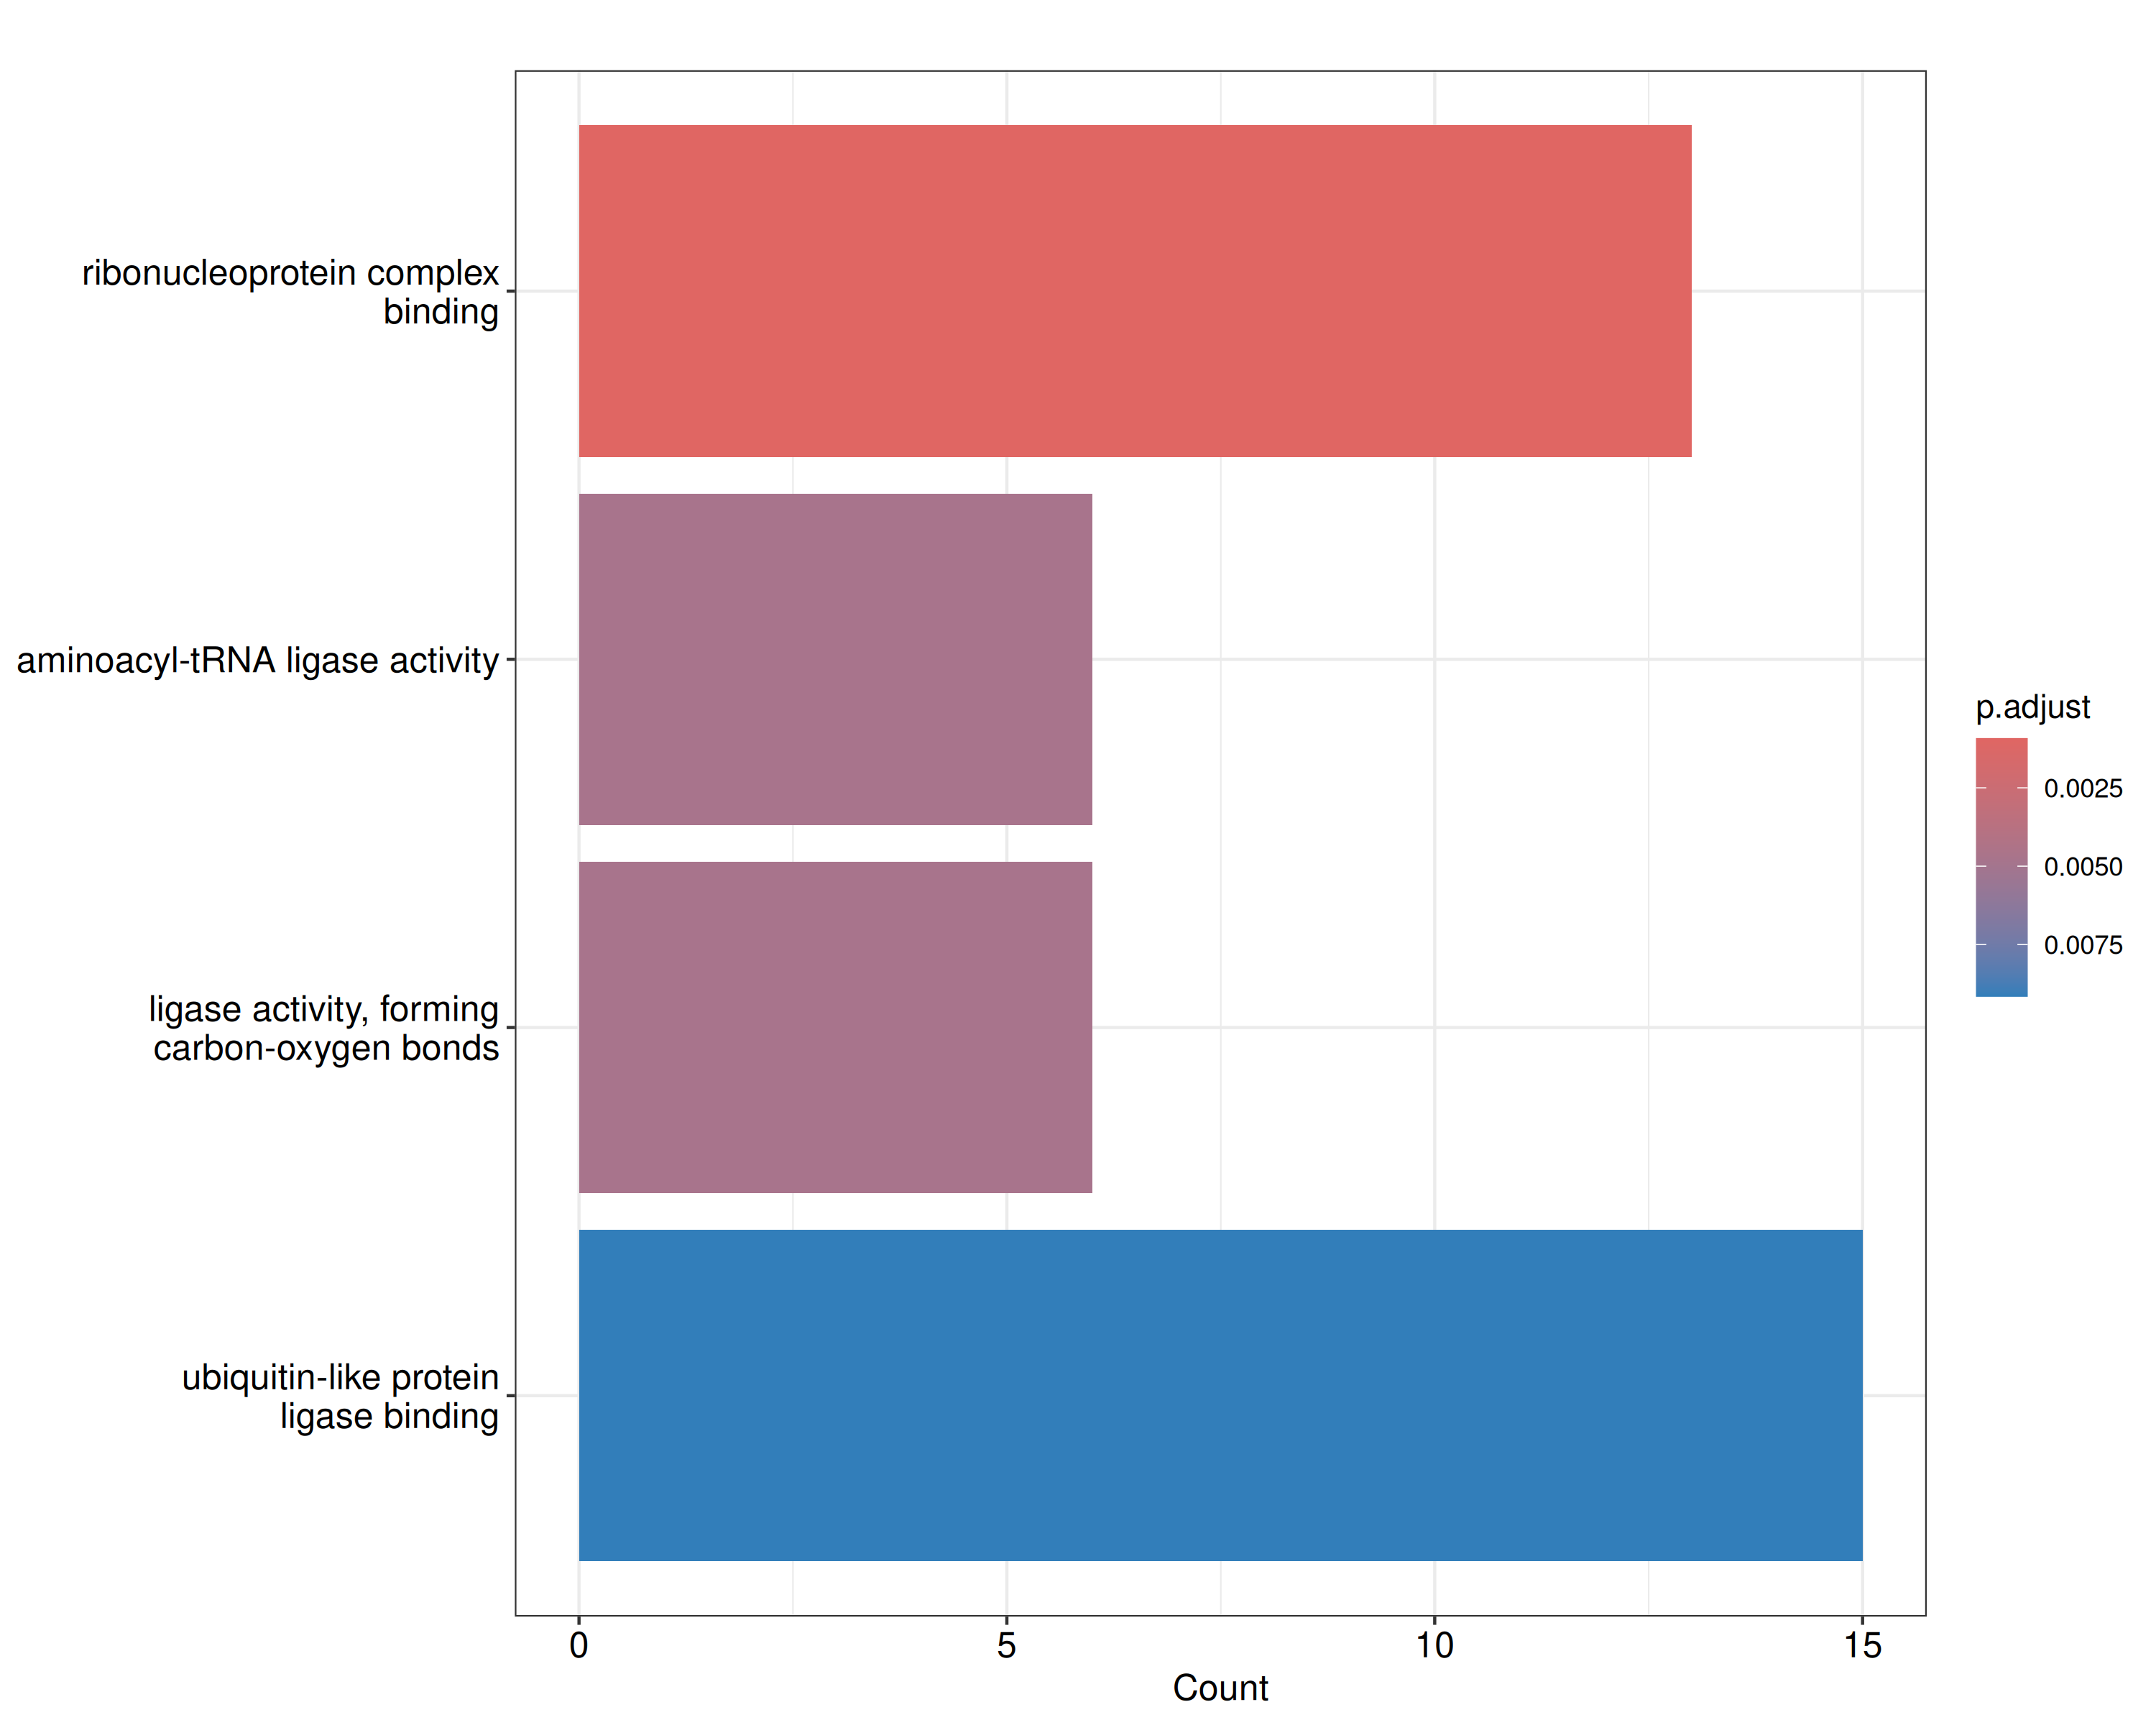 ribonucleoprotein complex
binding
aminoacyl-tRNA ligase activity
ligase activity, forming
carbon-oxygen bonds
ubiquitin-like protein
ligase binding
0
5
10
15
Count
p.adjust
0.0025
0.0050
0.0075